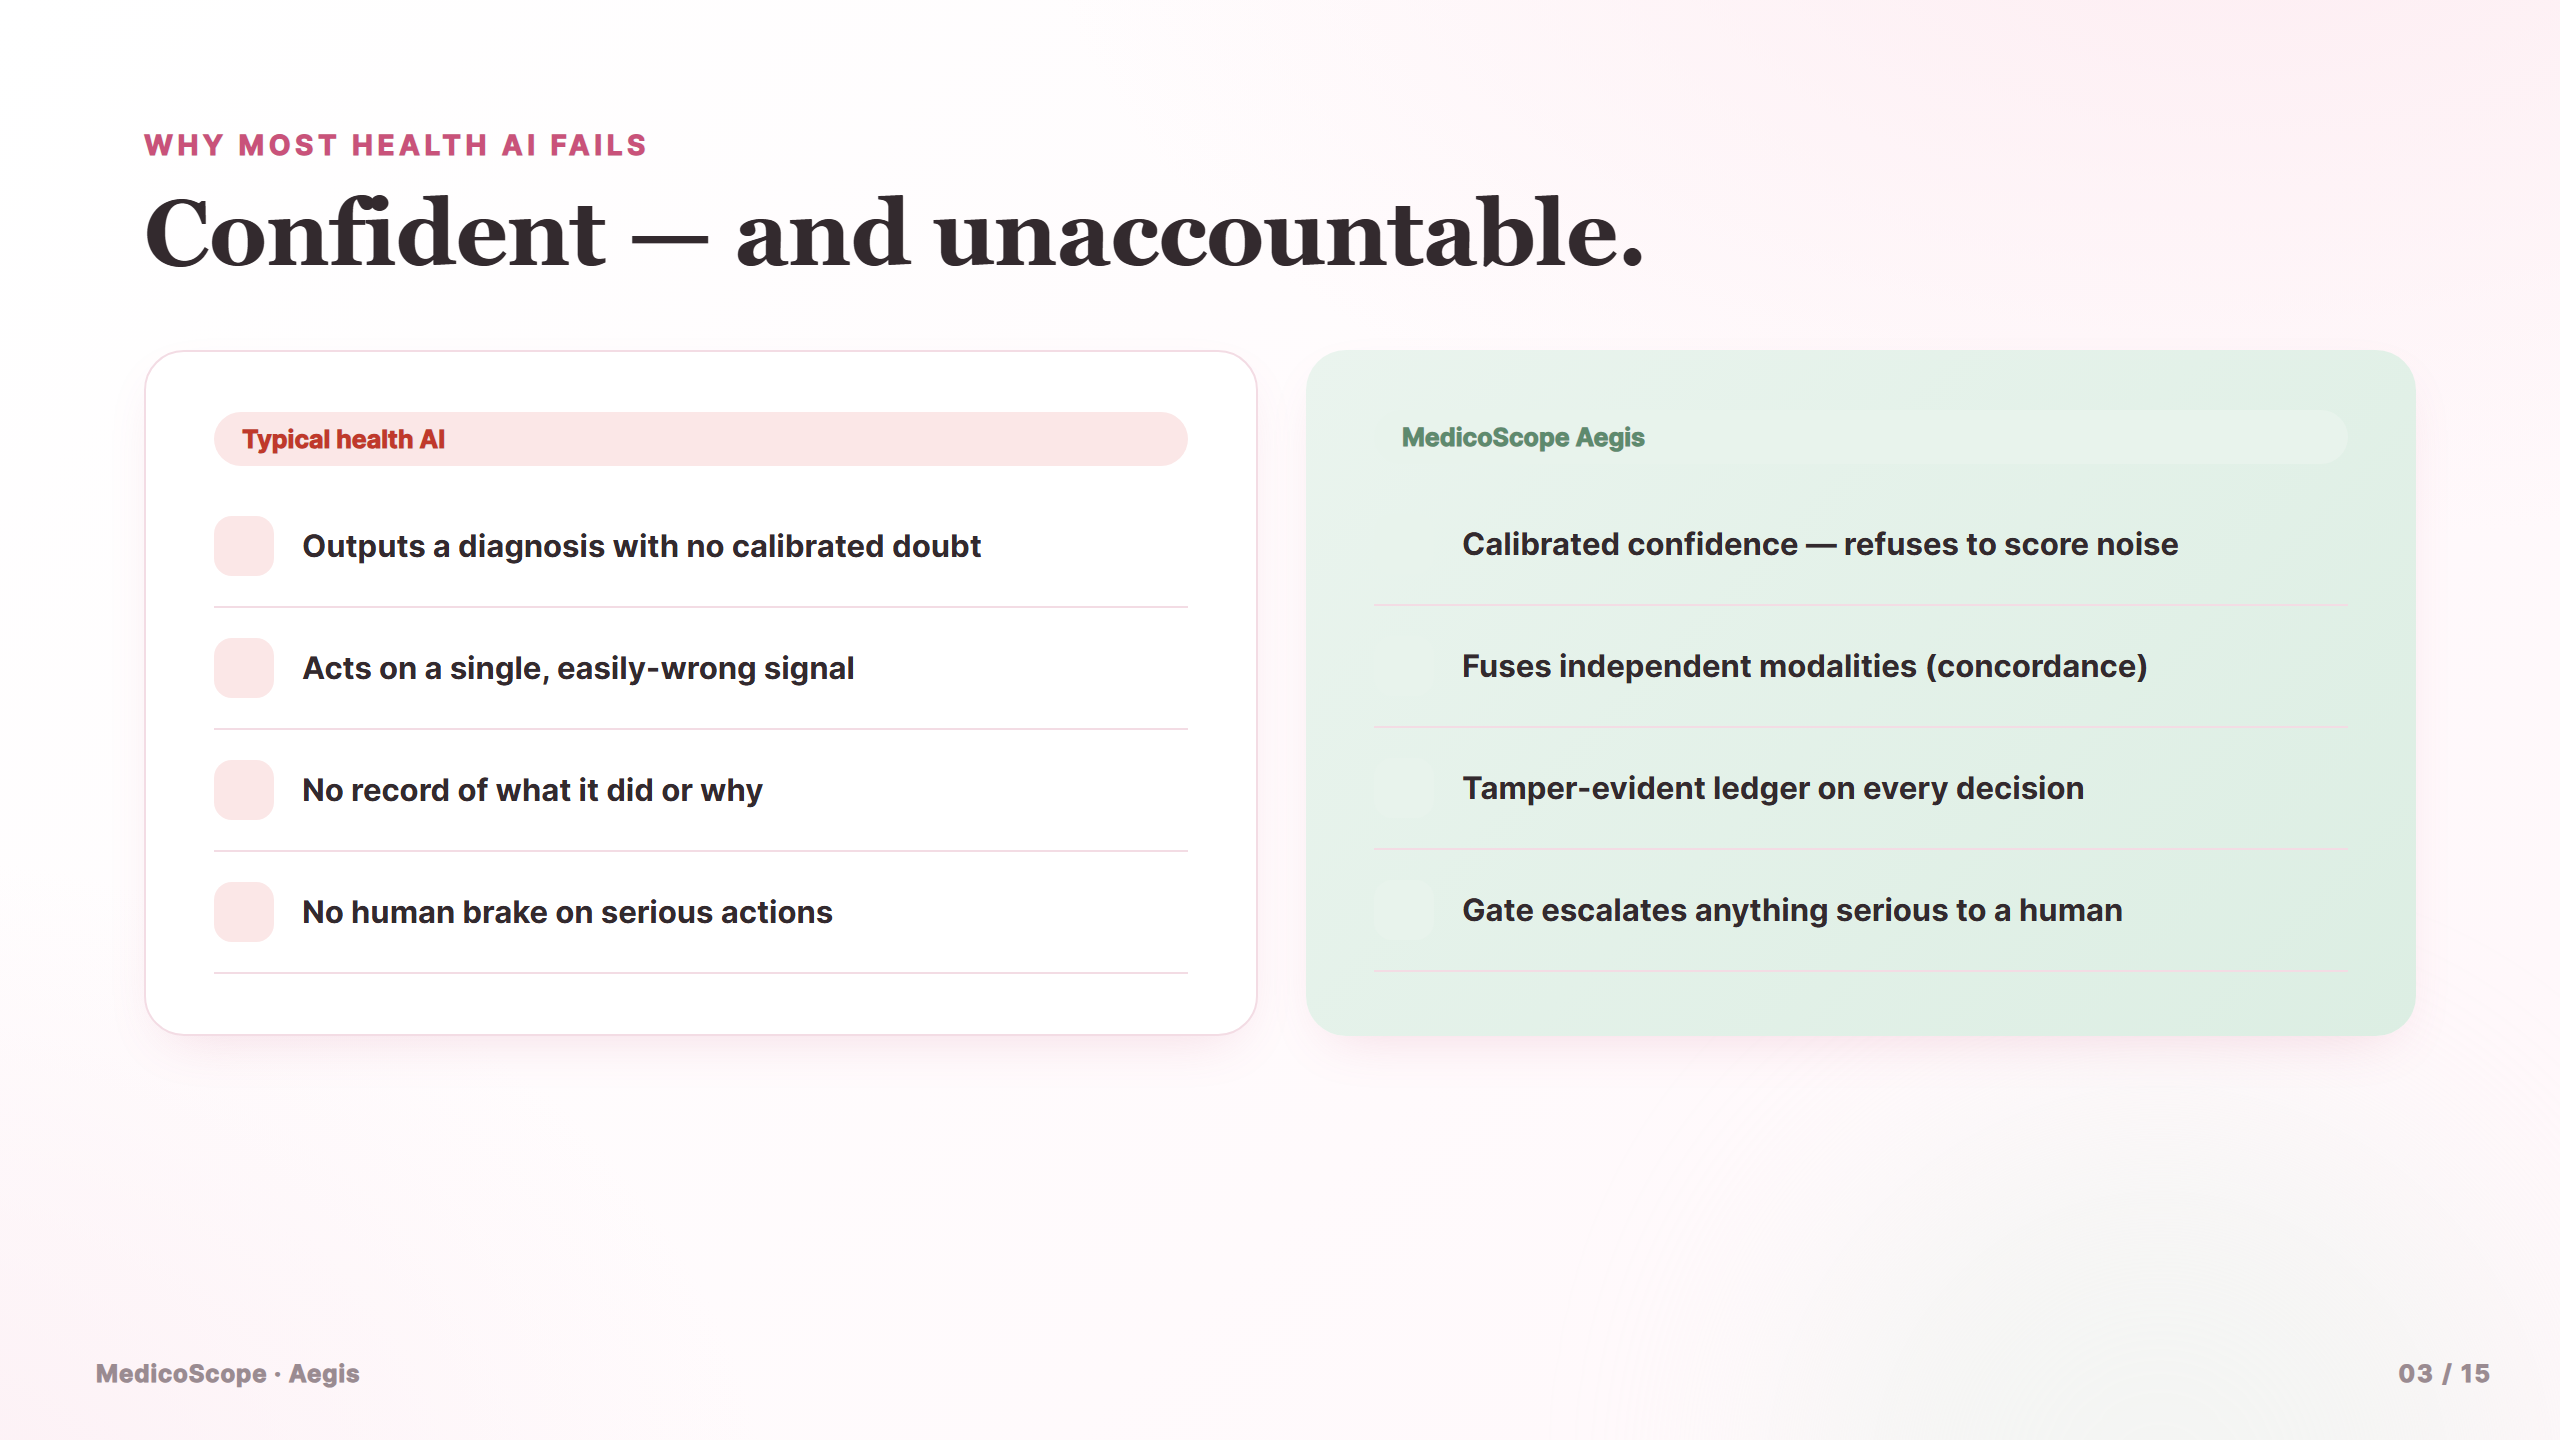 WHY MOST HEALTH AI FAILS
Confident — and unaccountable.
Typical health AI
Outputs a diagnosis with no calibrated doubt
Acts on a single, easily-wrong signal
No record of what it did or why
No human brake on serious actions
MedicoScope Aegis
Calibrated confidence — refuses to score noise
Fuses independent modalities (concordance)
Tamper-evident ledger on every decision
Gate escalates anything serious to a human
MedicoScope · Aegis
03 / 15